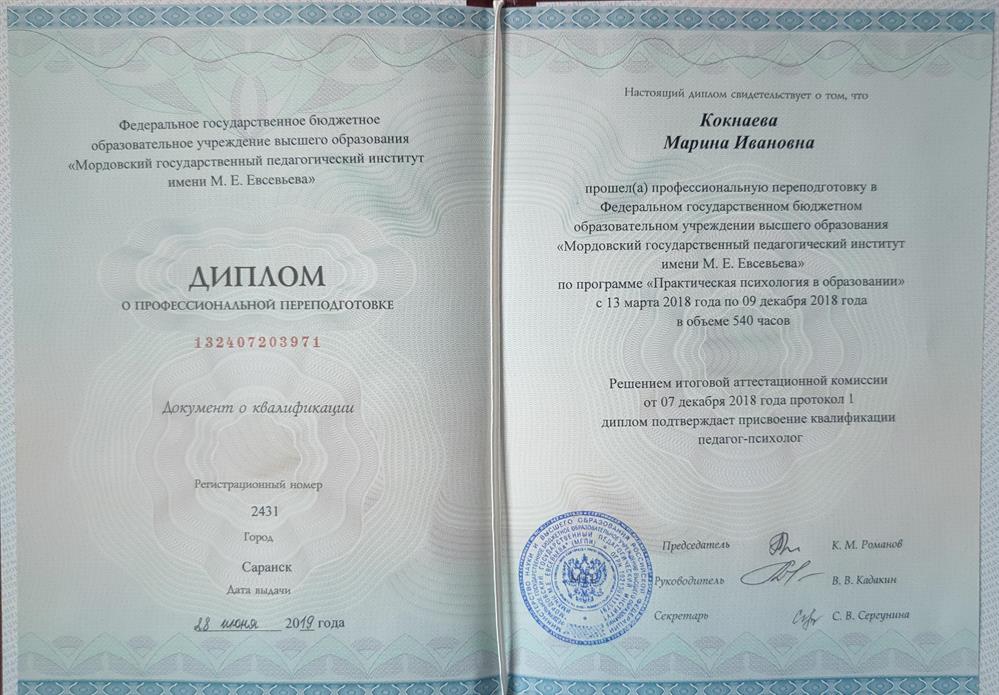 Федеральное государственное бюджетное
образовательное учреждение высшего образования
«Мордовский государственный педагогический институт
имени М. Е. Евсевьева»
ДИПЛОМ
О ПРОФЕССИОНАЛЬНОЙ ПЕРЕПОДГОТОВКЕ
132407203971
Документ о квалификации
Регистрационный номер
2431
Город
Саранск
Дата выдачи
28 июня 2019 года
Настоящий диплом свидетельствует о том, что
Кокнаева
Марина Ивановна
прошел(а) профессиональную переподготовку в
Федеральном государственном бюджетном
образовательном учреждении высшего образования
«Мордовский государственный педагогический институт
имени М. Е. Евсевьева»
по программе «Практическая психология в образовании»
с 13 марта 2018 года по 09 декабря 2018 года
в объеме 540 часов
Решением итоговой аттестационной комиссии
от 07 декабря 2018 года протокол 1
диплом подтверждает присвоение квалификации
педагог-психолог
Председатель К. М. Романов
Руководитель В. В. Кадакин
Секретарь С. В. Сергунина